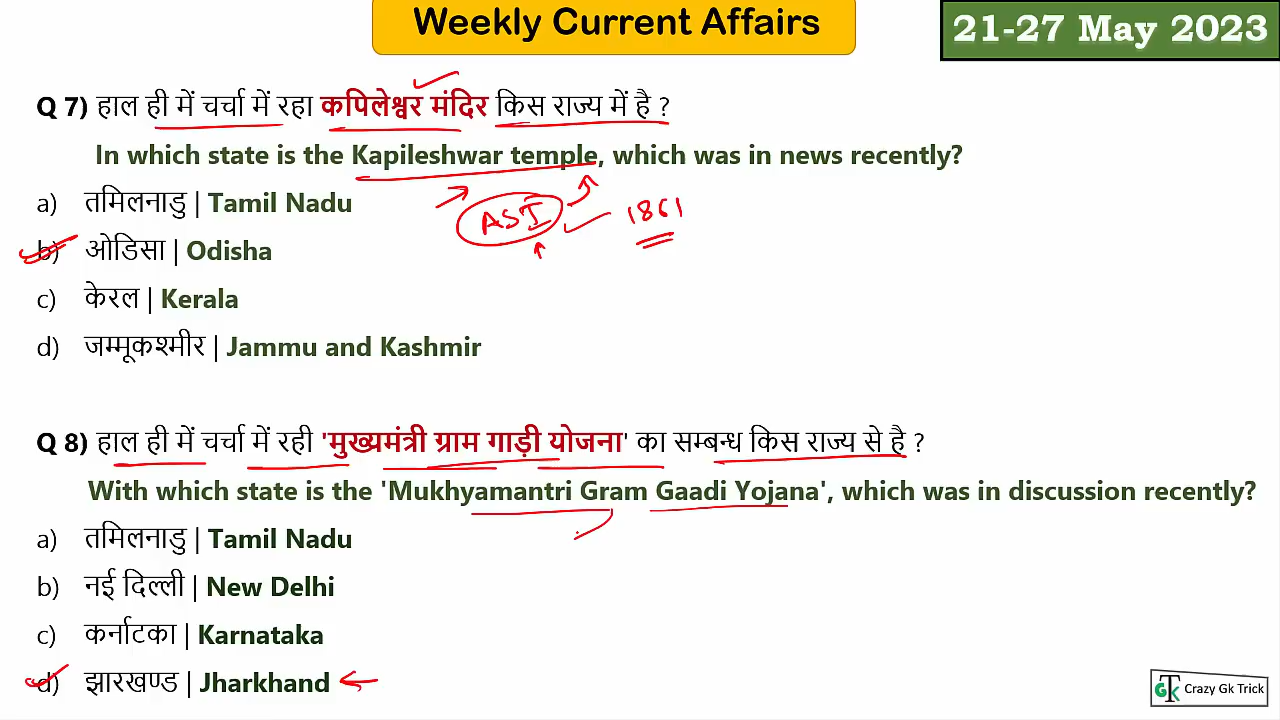 Weekly Current Affairs
21-27 May 2023
Q 7) हाल ही में चर्चा में रहा कपिलेश्वर मंदिर किस राज्य में है ?
In which state is the Kapileshwar temple, which was in news recently?
a) तमिलनाडु | Tamil Nadu
ASI 1861
b) ओडिसा | Odisha
c) केरल | Kerala
d) जम्मूकश्मीर | Jammu and Kashmir
Q 8) हाल ही में चर्चा में रही 'मुख्यमंत्री ग्राम गाड़ी योजना' का सम्बन्ध किस राज्य से है ?
With which state is the 'Mukhyamantri Gram Gaadi Yojana', which was in discussion recently?
a) तमिलनाडु | Tamil Nadu
b) नई दिल्ली | New Delhi
c) कर्नाटका | Karnataka
d) झारखण्ड | Jharkhand
GTK Crazy Gk Trick